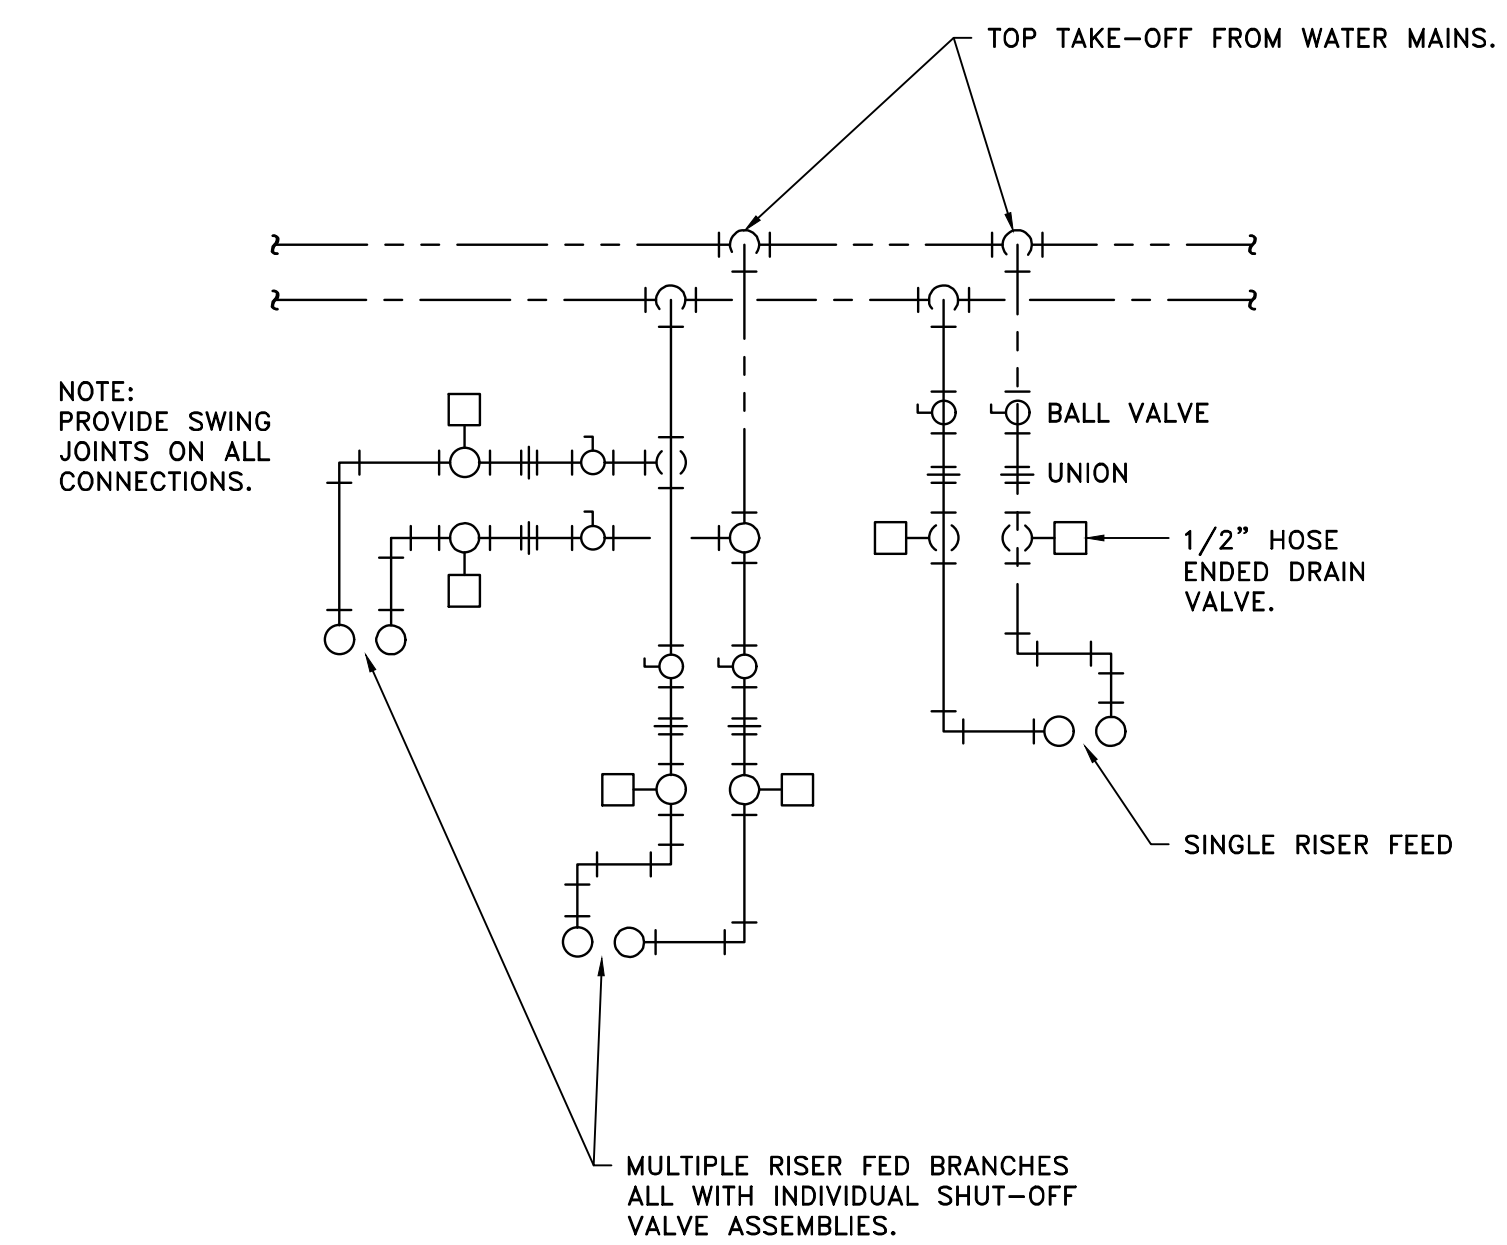 TOP TAKE-OFF FROM WATER MAINS.
NOTE:
PROVIDE SWING
JOINTS ON ALL
CONNECTIONS.
BALL VALVE
UNION
1/2" HOSE
ENDED DRAIN
VALVE.
SINGLE RISER FEED
MULTIPLE RISER FED BRANCHES
ALL WITH INDIVIDUAL SHUT-OFF
VALVE ASSEMBLIES.